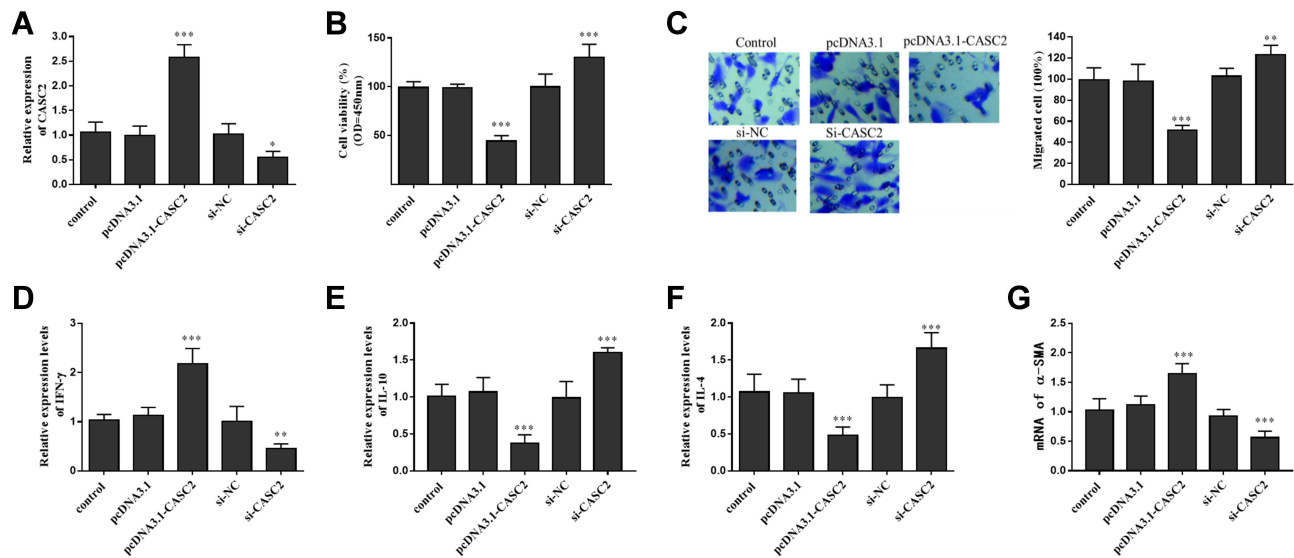 A
Relative expression
of CASC2
3.0
2.5
2.0
1.5
1.0
0.5
0.0
***
*
control
pcDNA3.1
pcDNA3.1-CASC2
si-NC
si-CASC2
B
Cell viability (%)
(OD=450nm)
150
100
50
***
***
control
pcDNA3.1
pcDNA3.1-CASC2
si-NC
si-CASC2
C
Control
pcDNA3.1
pcDNA3.1-CASC2
si-NC
Si-CASC2
Migrated cell (100%)
140
120
100
80
60
40
20
0
***
**
control
pcDNA3.1
pcDNA3.1-CASC2
si-NC
si-CASC2
D
Relative expression levels
of IFN-γ
3
2
1
0
***
**
control
pcDNA3.1
pcDNA3.1-CASC2
si-NC
si-CASC2
E
Relative expression levels
of IL-10
2.0
1.5
1.0
0.5
0.0
***
***
control
pcDNA3.1
pcDNA3.1-CASC2
si-NC
si-CASC2
F
Relative expression levels
of IL-4
2.0
1.5
1.0
0.5
0.0
***
***
control
pcDNA3.1
pcDNA3.1-CASC2
si-NC
si-CASC2
G
mRNA of α-SMA
2.5
2.0
1.5
1.0
0.5
0.0
***
***
control
pcDNA3.1
pcDNA3.1-CASC2
si-NC
si-CASC2